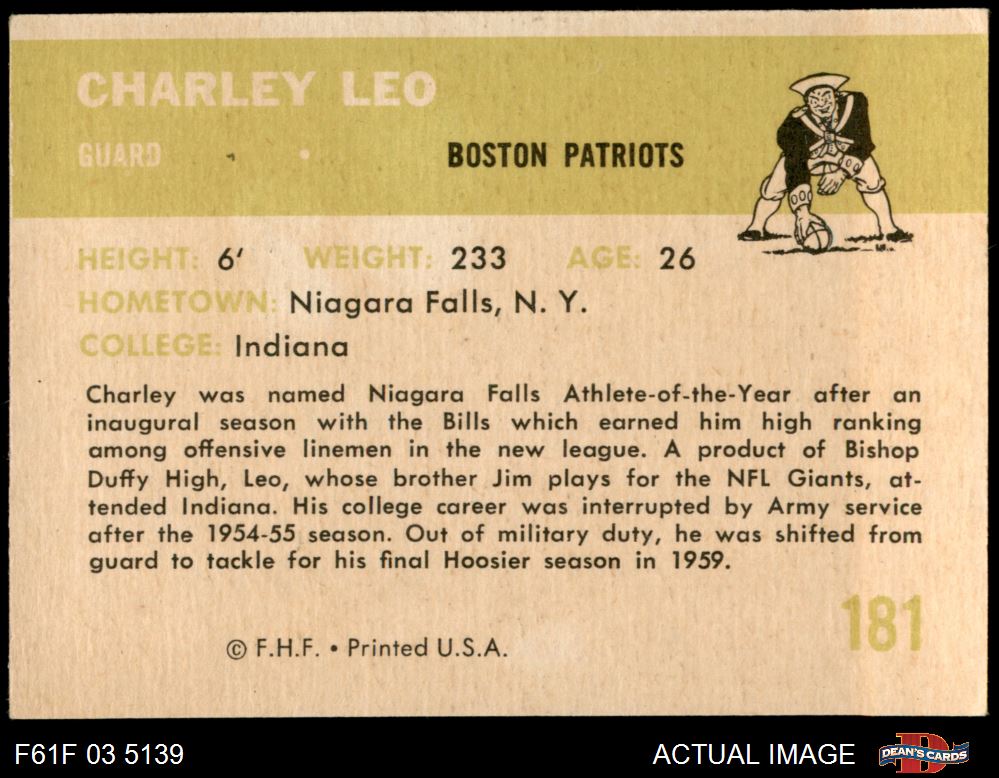 CHARLEY LEO
GUARD
BOSTON PATRIOTS
HEIGHT: 6' WEIGHT: 233 AGE: 26
HOMETOWN: Niagara Falls, N. Y.
COLLEGE: Indiana
Charley was named Niagara Falls Athlete-of-the-Year after an
inaugural season with the Bills which earned him high ranking
among offensive linemen in the new league. A product of Bishop
Duffy High, Leo, whose brother Jim plays for the NFL Giants, at-
tended Indiana. His college career was interrupted by Army service
after the 1954-55 season. Out of military duty, he was shifted from
guard to tackle for his final Hoosier season in 1959.
181
© F.H.F. • Printed U.S.A.
F61F 03 5139
ACTUAL IMAGE
D
DEAN'S CARDS